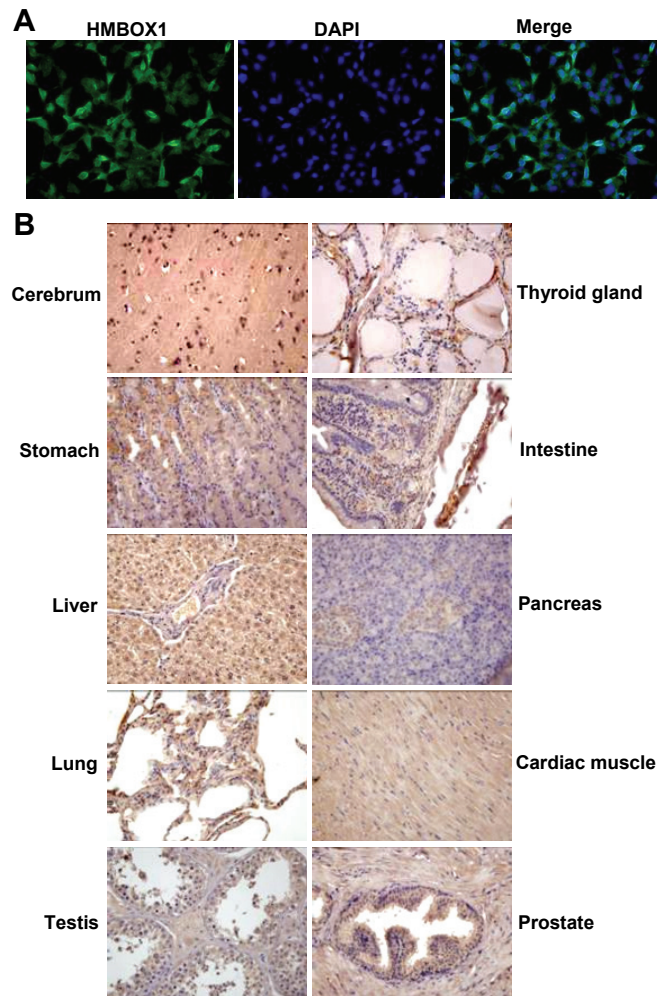 A
HMBOX1 DAPI Merge
B
Cerebrum Thyroid gland
Stomach Intestine
Liver Pancreas
Lung Cardiac muscle
Testis Prostate